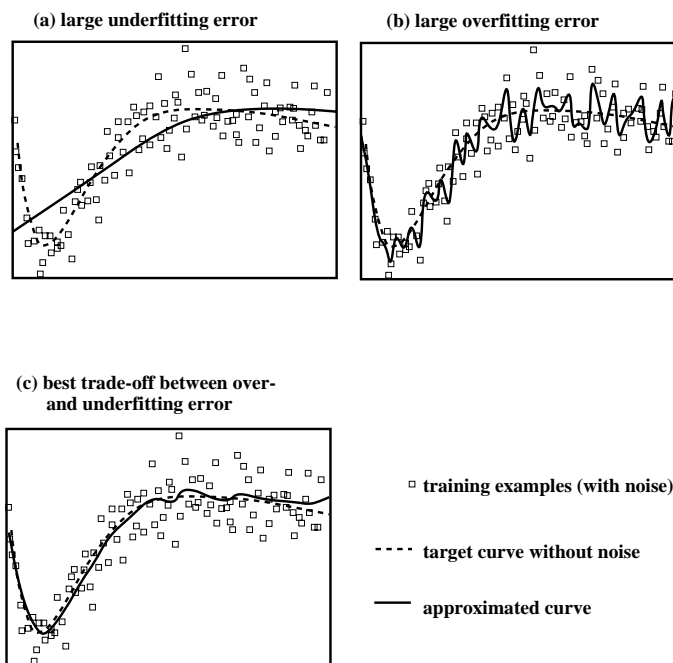 (a) large underfitting error
(b) large overfitting error
(c) best trade-off between over-
and underfitting error
training examples (with noise)
target curve without noise
approximated curve